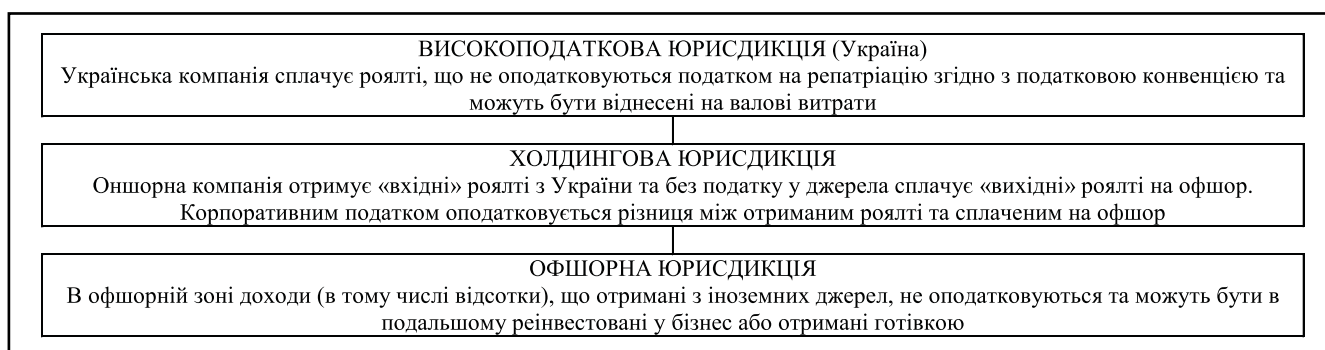 ВИСОКОПОДАТКОВА ЮРИСДИКЦІЯ (Україна)
Українська компанія сплачує роялті, що не оподатковуються податком на репатріацію згідно з податковою конвенцією та
можуть бути віднесені на валові витрати
ХОЛДИНГОВА ЮРИСДИКЦІЯ
Оншорна компанія отримує «вхідні» роялті з України та без податку у джерела сплачує «вихідні» роялті на офшор.
Корпоративним податком оподатковується різниця між отриманим роялті та сплаченим на офшор
ОФШОРНА ЮРИСДИКЦІЯ
В офшорній зоні доходи (в тому числі відсотки), що отримані з іноземних джерел, не оподатковуються та можуть бути в
подальшому реінвестовані у бізнес або отримані готівкою